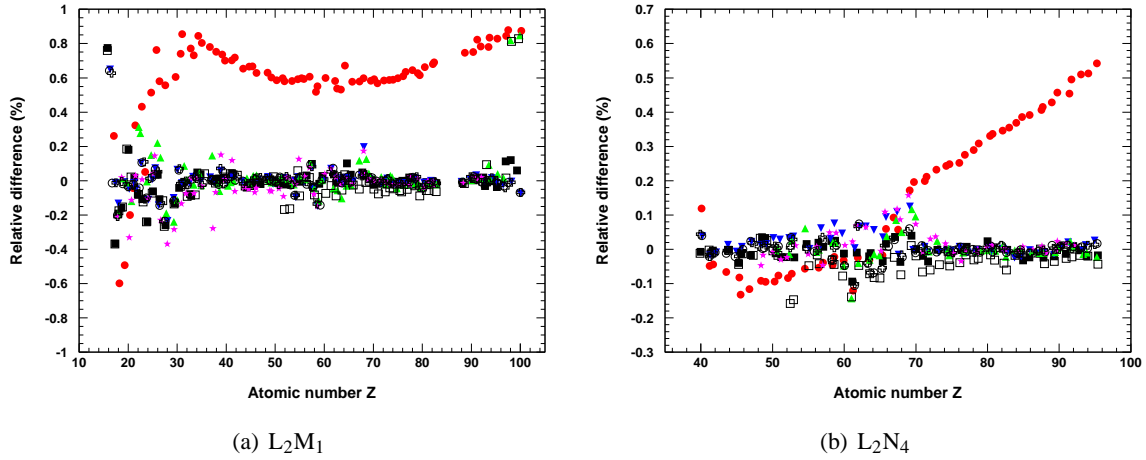 Relative difference (%)
1
0.8
0.6
0.4
0.2
0
-0.2
-0.4
-0.6
-0.8
-1
10 20 30 40 50 60 70 80 90 100
Atomic number Z
(a) L2M1
Relative difference (%)
0.7
0.6
0.5
0.4
0.3
0.2
0.1
0
-0.1
-0.2
-0.3
40 50 60 70 80 90 100
Atomic number Z
(b) L2N4